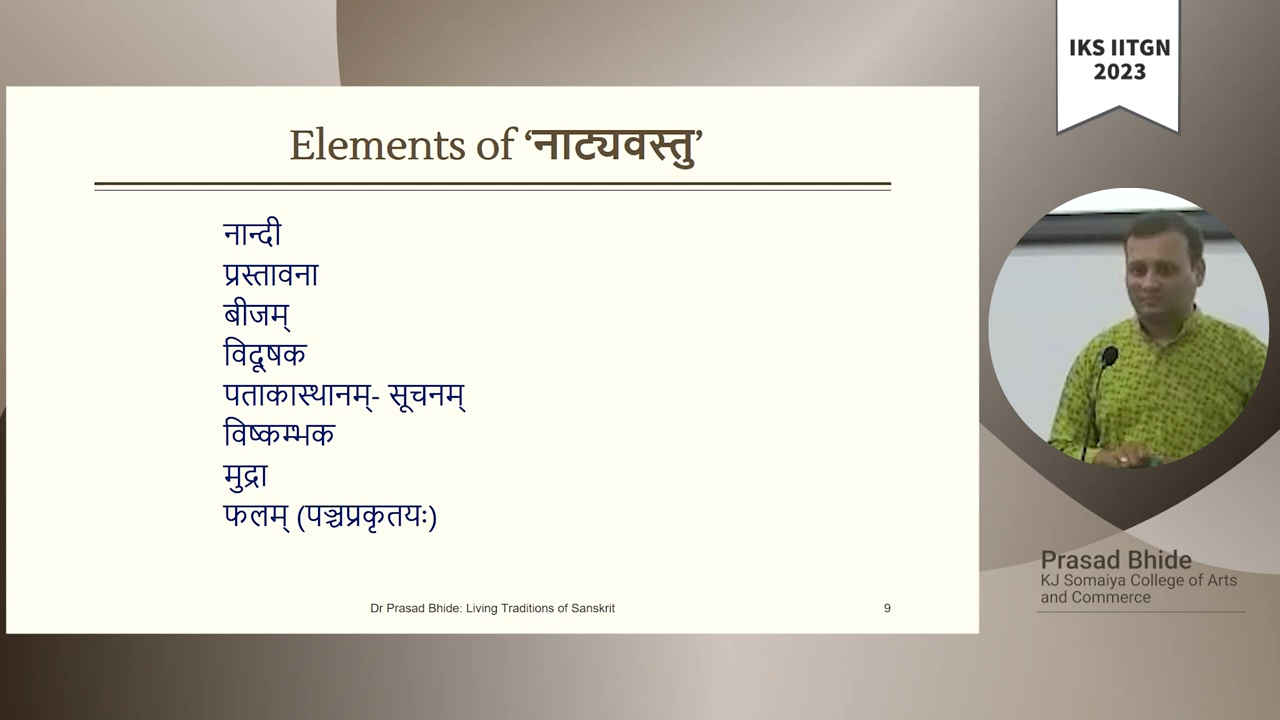 IKS IITGN
2023
Elements of ‘नाट्यवस्तु’
नान्दी
प्रस्तावना
बीजम्
विदूषक
पताकास्थानम्- सूचनम्
विष्कम्भक
मुद्रा
फलम् (पञ्चप्रकृतयः)
Dr Prasad Bhide: Living Traditions of Sanskrit 9
Prasad Bhide
KJ Somaiya College of Arts
and Commerce